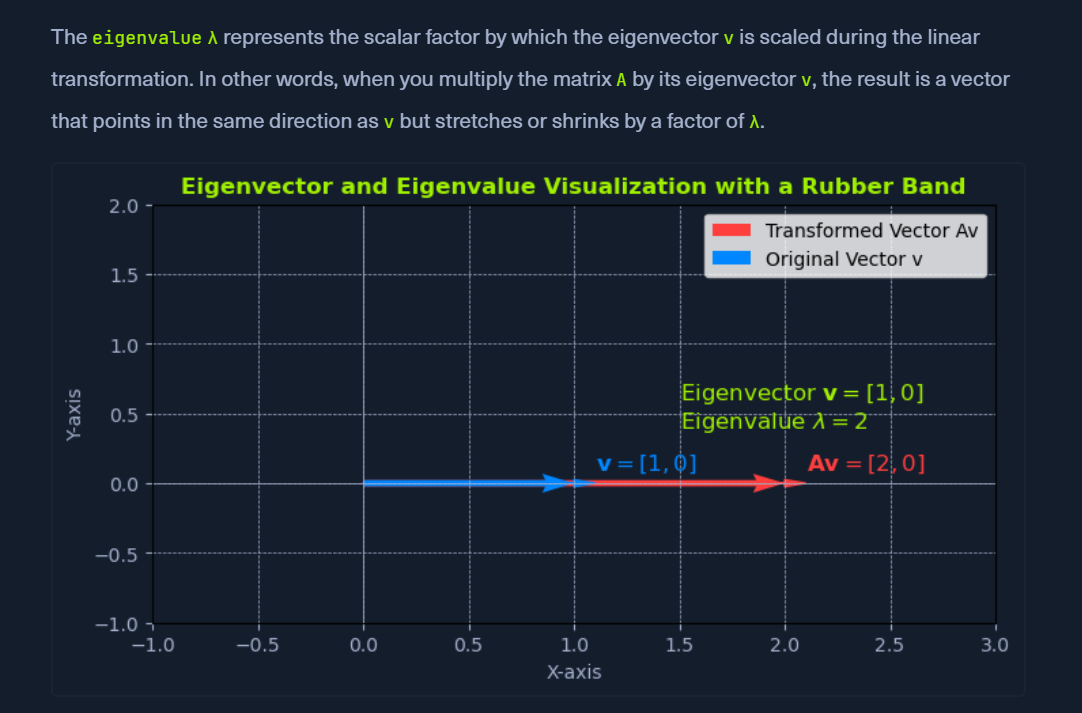 The eigenvalue λ represents the scalar factor by which the eigenvector v is scaled during the linear
transformation. In other words, when you multiply the matrix A by its eigenvector v, the result is a vector
that points in the same direction as v but stretches or shrinks by a factor of λ.
Eigenvector and Eigenvalue Visualization with a Rubber Band
2.0
Transformed Vector Av
Original Vector v
1.5
1.0
Eigenvector v = [1, 0]
0.5
Eigenvalue λ = 2
Y-axis
v = [1, 0]
Av = [2, 0]
0.0
−0.5
−1.0
−1.0 −0.5 0.0 0.5 1.0 1.5 2.0 2.5 3.0
X-axis